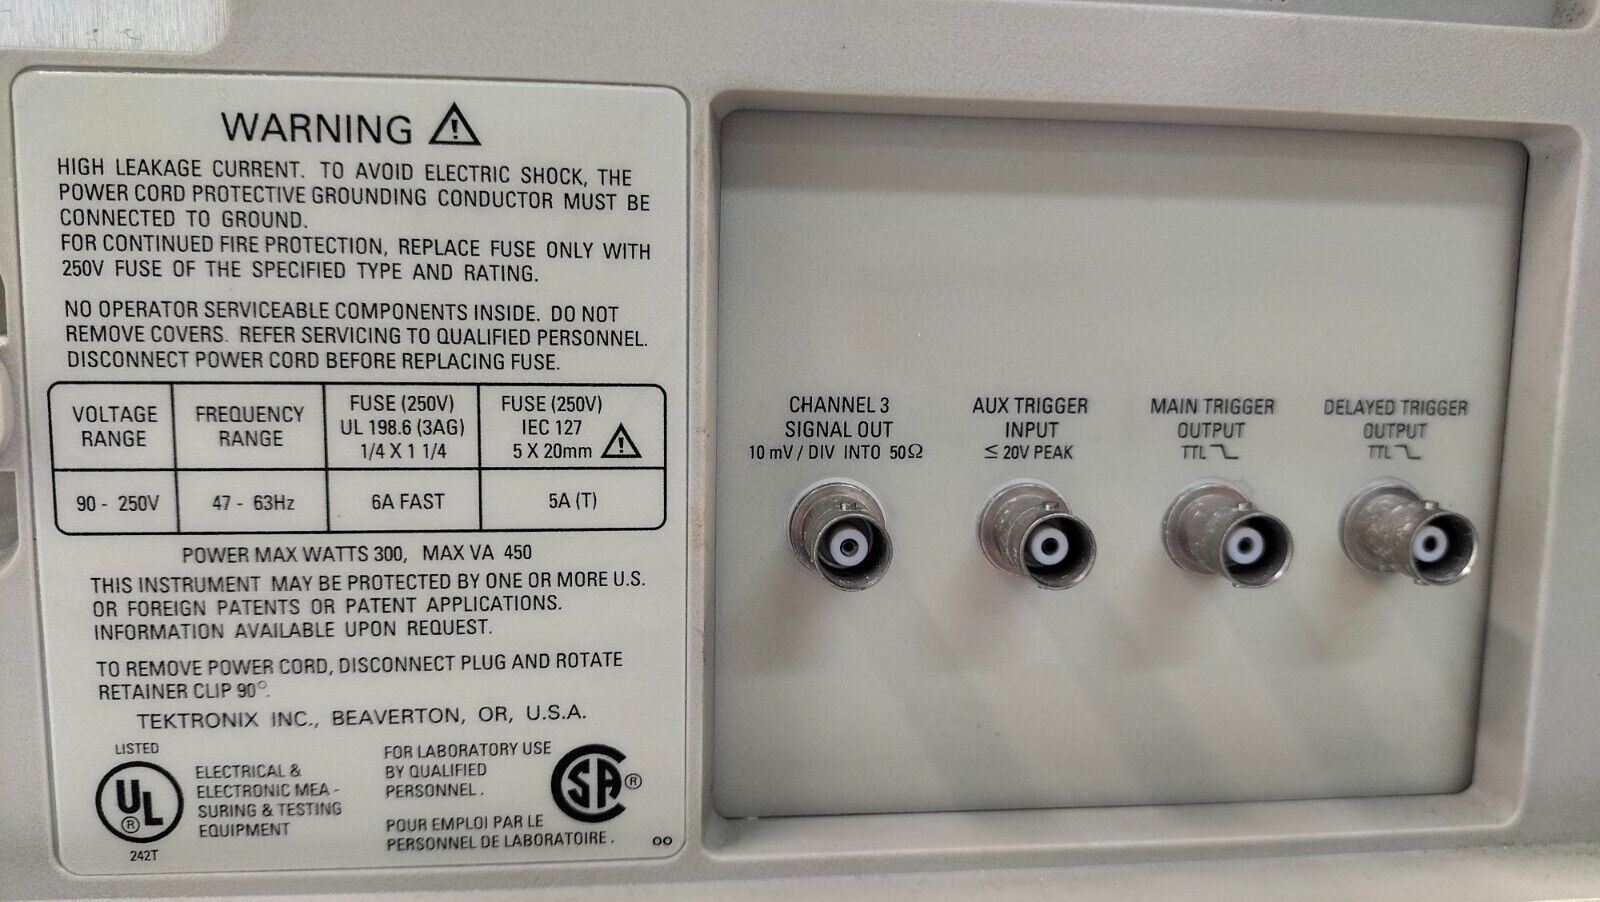 WARNING
HIGH LEAKAGE CURRENT. TO AVOID ELECTRIC SHOCK, THE
POWER CORD PROTECTIVE GROUNDING CONDUCTOR MUST BE
CONNECTED TO GROUND.
FOR CONTINUED FIRE PROTECTION, REPLACE FUSE ONLY WITH
250V FUSE OF THE SPECIFIED TYPE AND RATING.
NO OPERATOR SERVICEABLE COMPONENTS INSIDE. DO NOT
REMOVE COVERS. REFER SERVICING TO QUALIFIED PERSONNEL.
DISCONNECT POWER CORD BEFORE REPLACING FUSE.
VOLTAGE
RANGE
FREQUENCY
RANGE
FUSE (250V)
UL 198.6 (3AG)
1/4 X 1 1/4
FUSE (250V)
IEC 127
5 X 20mm
90 - 250V
47 - 63Hz
6A FAST
5A (T)
POWER MAX WATTS 300, MAX VA 450
THIS INSTRUMENT MAY BE PROTECTED BY ONE OR MORE U.S.
OR FOREIGN PATENTS OR PATENT APPLICATIONS.
INFORMATION AVAILABLE UPON REQUEST.
TO REMOVE POWER CORD, DISCONNECT PLUG AND ROTATE
RETAINER CLIP 90°.
TEKTRONIX INC., BEAVERTON, OR, U.S.A.
LISTED
UL ®
242T
ELECTRICAL &
ELECTRONIC MEA -
SURING & TESTING
EQUIPMENT
FOR LABORATORY USE
BY QUALIFIED
PERSONNEL.
POUR EMPLOI PAR LE
PERSONNEL DE LABORATOIRE.
CSA ®
00
CHANNEL 3
SIGNAL OUT
10 mV / DIV INTO 50Ω
AUX TRIGGER
INPUT
≤ 20V PEAK
MAIN TRIGGER
OUTPUT
TTL
DELAYED TRIGGER
OUTPUT
TTL